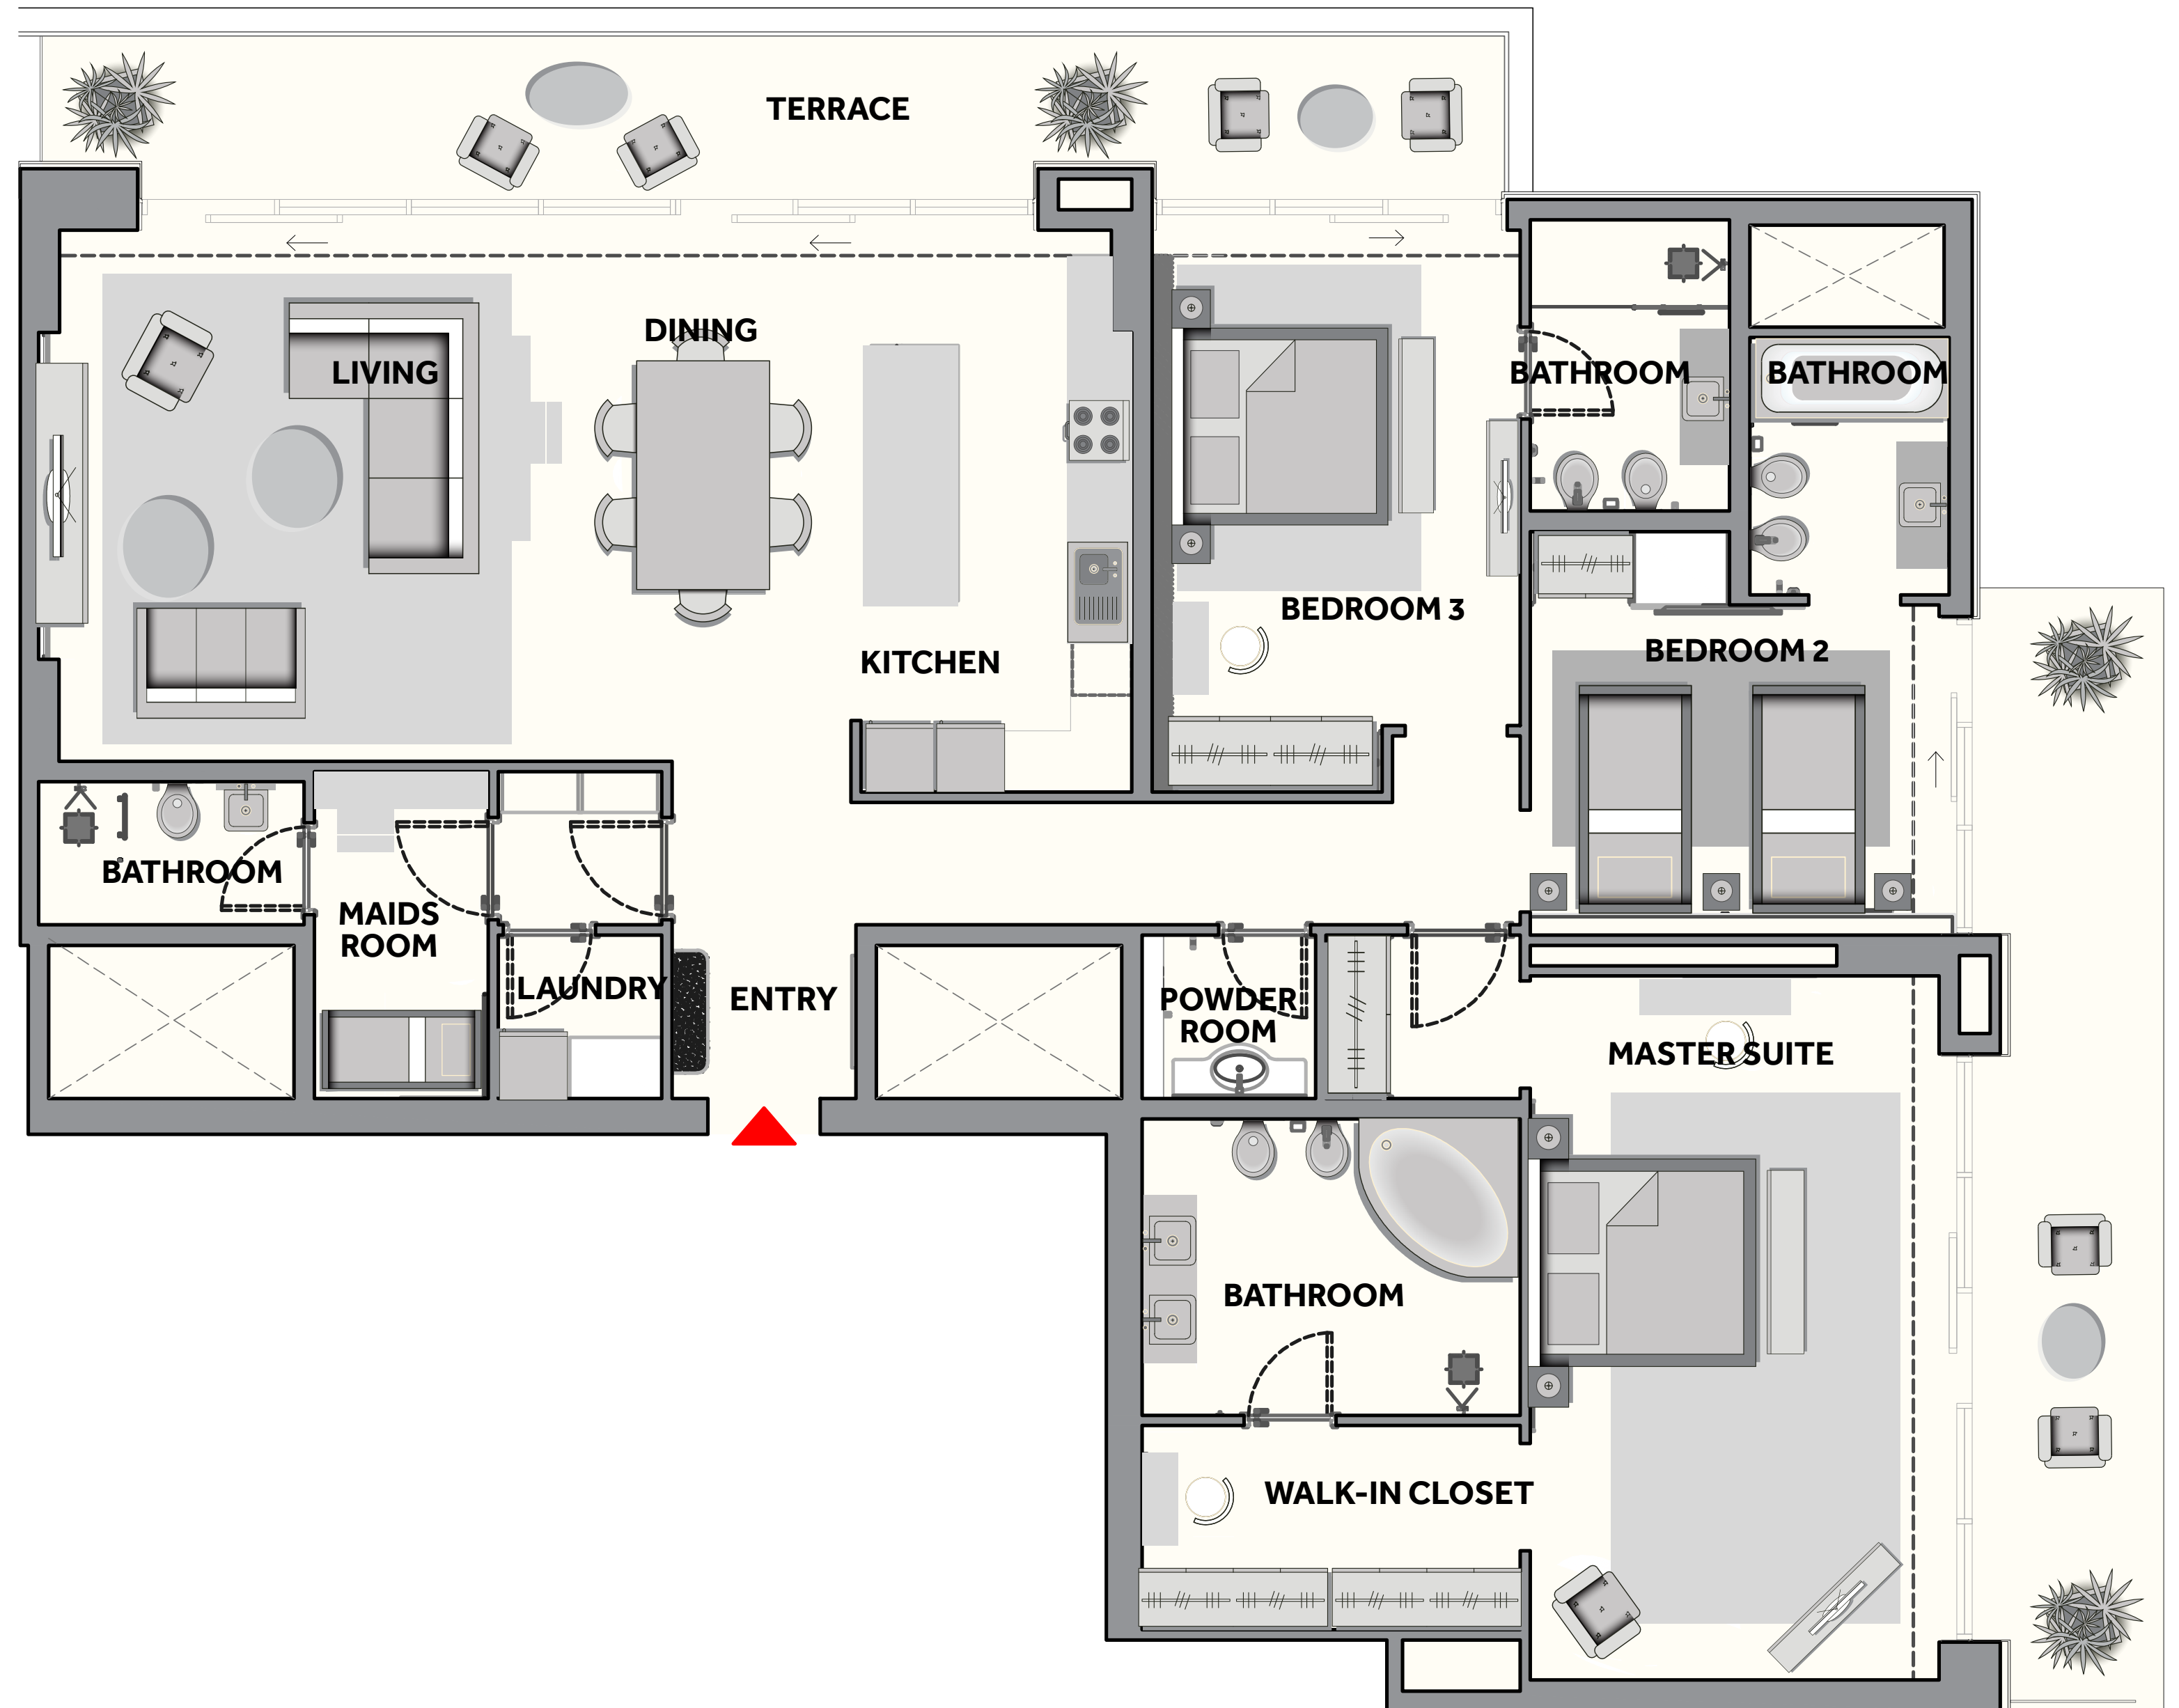 TERRACE
DINING
LIVING
BATHROOM
BATHROOM
BEDROOM 3
BEDROOM 2
KITCHEN
BATHROOM
MAIDS
ROOM
LAUNDRY
ENTRY
POWDER
ROOM
MASTER SUITE
BATHROOM
WALK-IN CLOSET